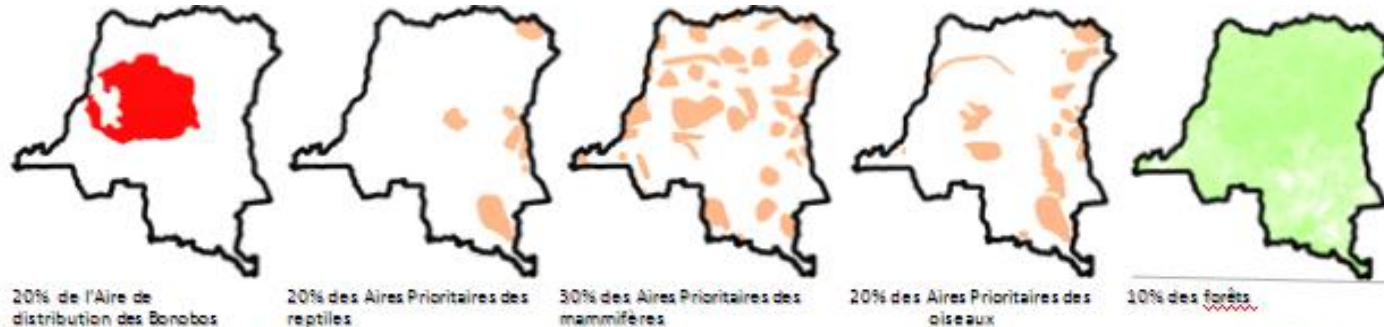 20% de l'Aire de
distribution des Bonobos
20% des Aires Prioritaires des
reptiles
30% des Aires Prioritaires des
mammifères
20% des Aires Prioritaires des
oiseaux
10% des forêts